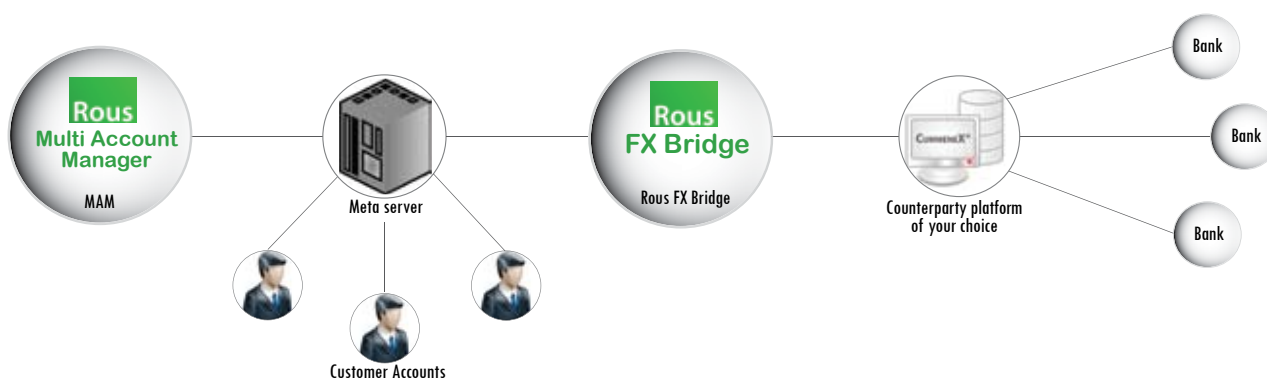 Rous
Multi Account
Manager
MAM
Meta server
Customer Accounts
Rous
FX Bridge
Rous FX Bridge
CURRENEX®
Counterparty platform
of your choice
Bank
Bank
Bank